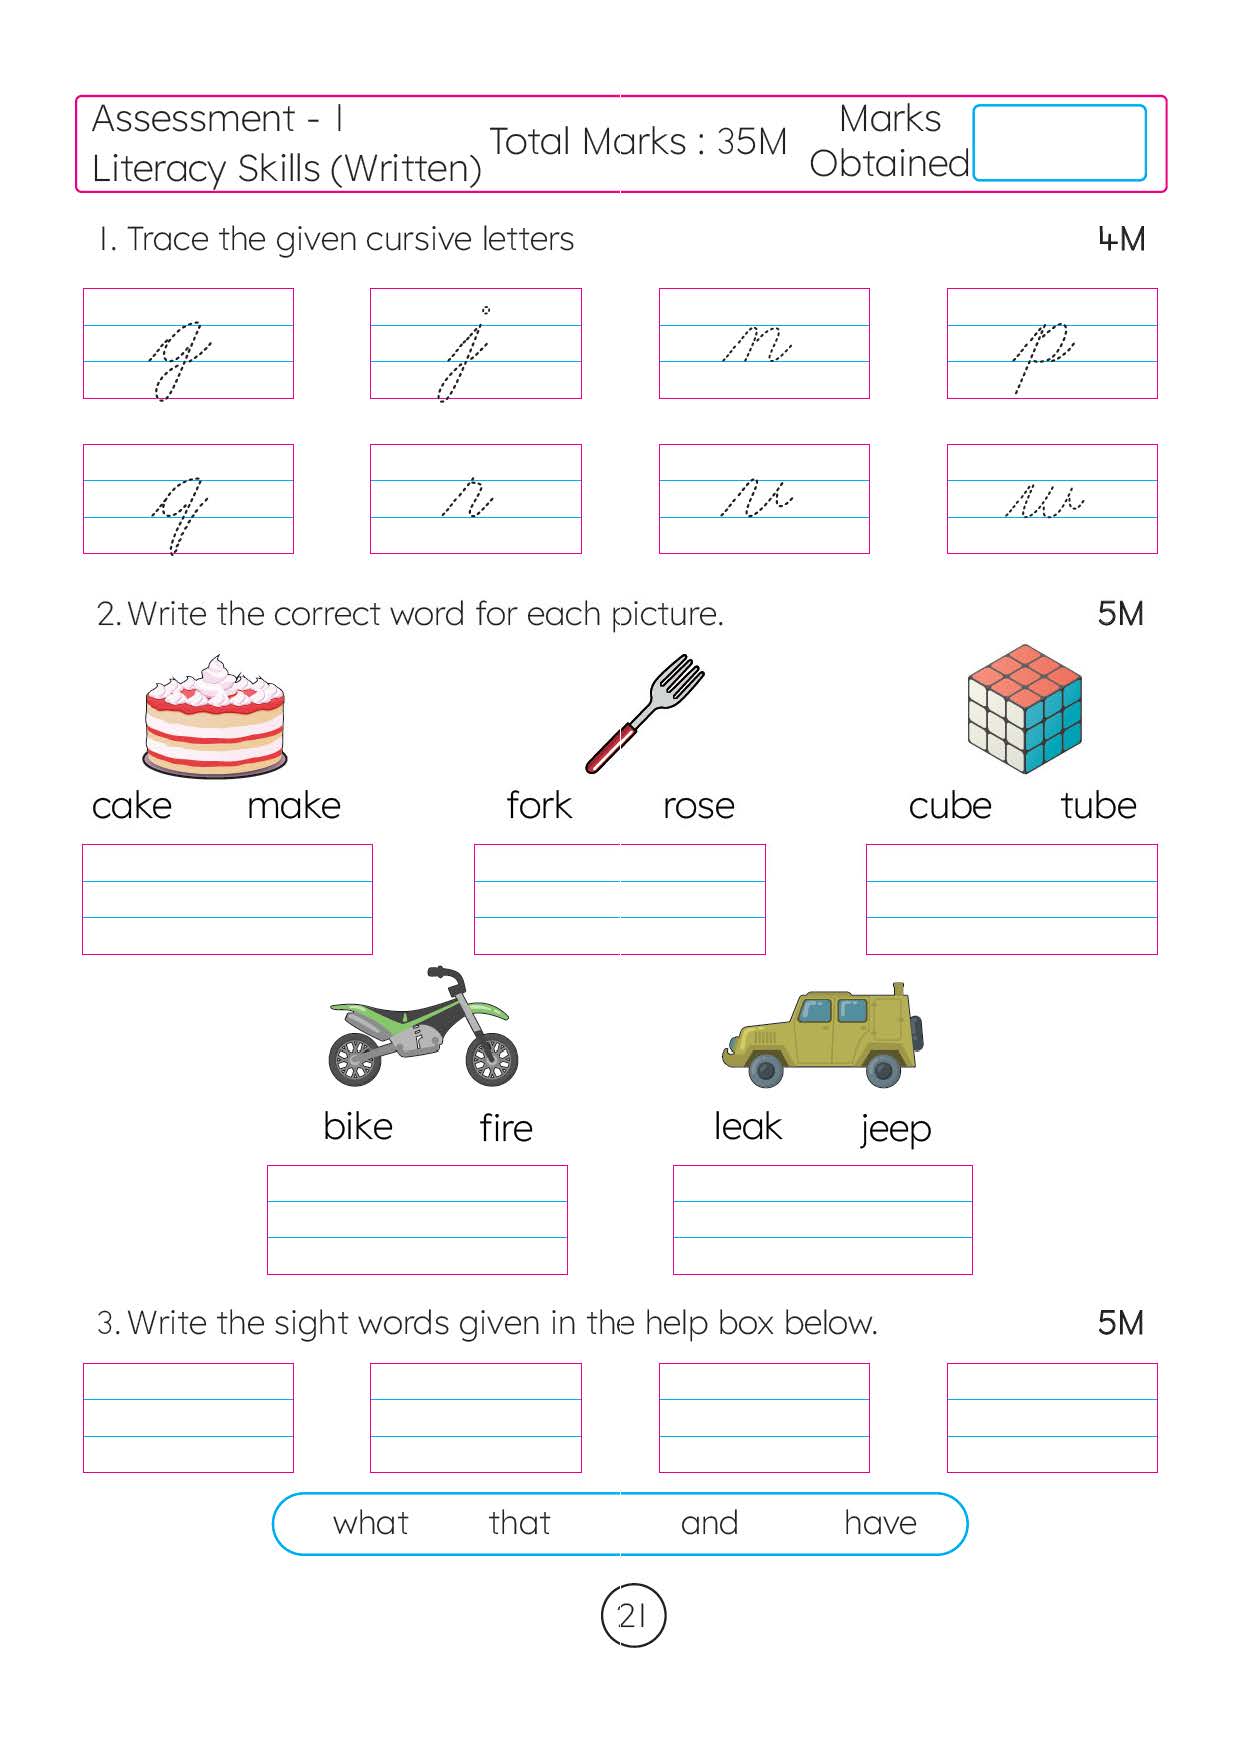 Assessment - 1
Literacy Skills (Written)
Total Marks : 35M
Marks
Obtained
1. Trace the given cursive letters 4M
g j n p
q r v w
2. Write the correct word for each picture. 5M
cake make fork rose cube tube
bike fire leak jeep
3. Write the sight words given in the help box below. 5M
what that and have
21